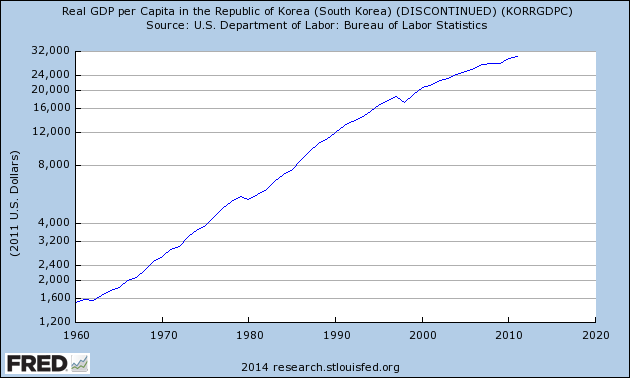 Real GDP per Capita in the Republic of Korea (South Korea) (DISCONTINUED) (KORRGDPC)
Source: U.S. Department of Labor: Bureau of Labor Statistics
(2011 U.S. Dollars)
32,000
24,000
20,000
16,000
12,000
8,000
4,000
3,200
2,400
2,000
1,600
1,200
1960 1970 1980 1990 2000 2010 2020
FRED
2014 research.stlouisfed.org